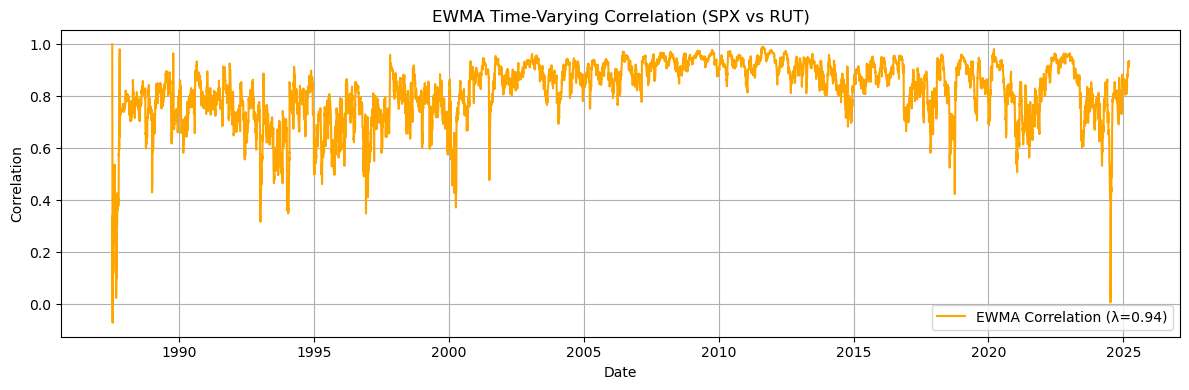 EWMA Time-Varying Correlation (SPX vs RUT)
Correlation
1.0
0.8
0.6
0.4
0.2
0.0
EWMA Correlation (λ=0.94)
1990 1995 2000 2005 2010 2015 2020 2025
Date